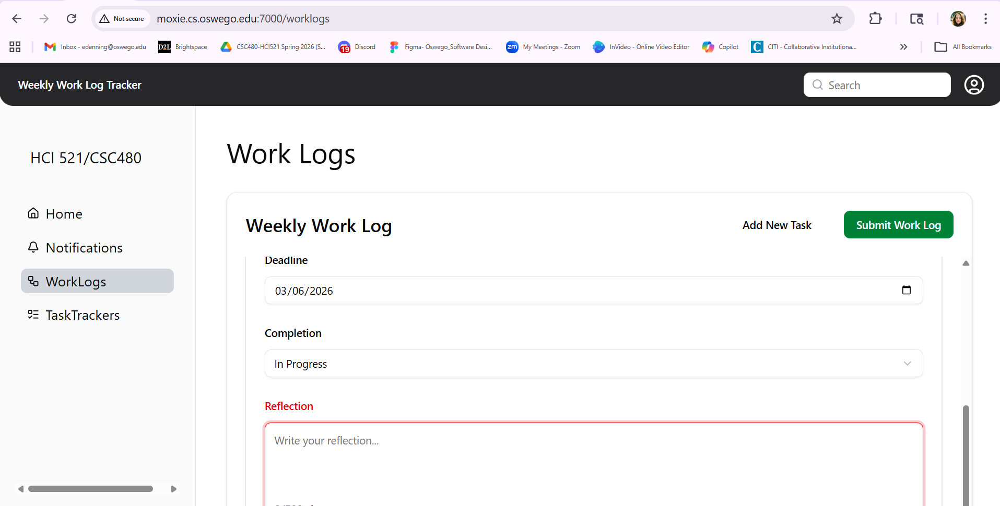 Not secure
moxie.cs.oswego.edu:7000/worklogs
Inbox - edenning@oswego.edu
D2L Brightspace
CSC480-HCI521 Spring 2026 (S...
19 Discord
Figma- Oswego_Software Desi...
zm My Meetings - Zoom
InVideo - Online Video Editor
Copilot
C CITI - Collaborative Institutiona...
All Bookmarks
Weekly Work Log Tracker
Search
HCI 521/CSC480
Home
Notifications
WorkLogs
TaskTrackers
Work Logs
Weekly Work Log
Add New Task
Submit Work Log
Deadline
03/06/2026
Completion
In Progress
Reflection
Write your reflection...